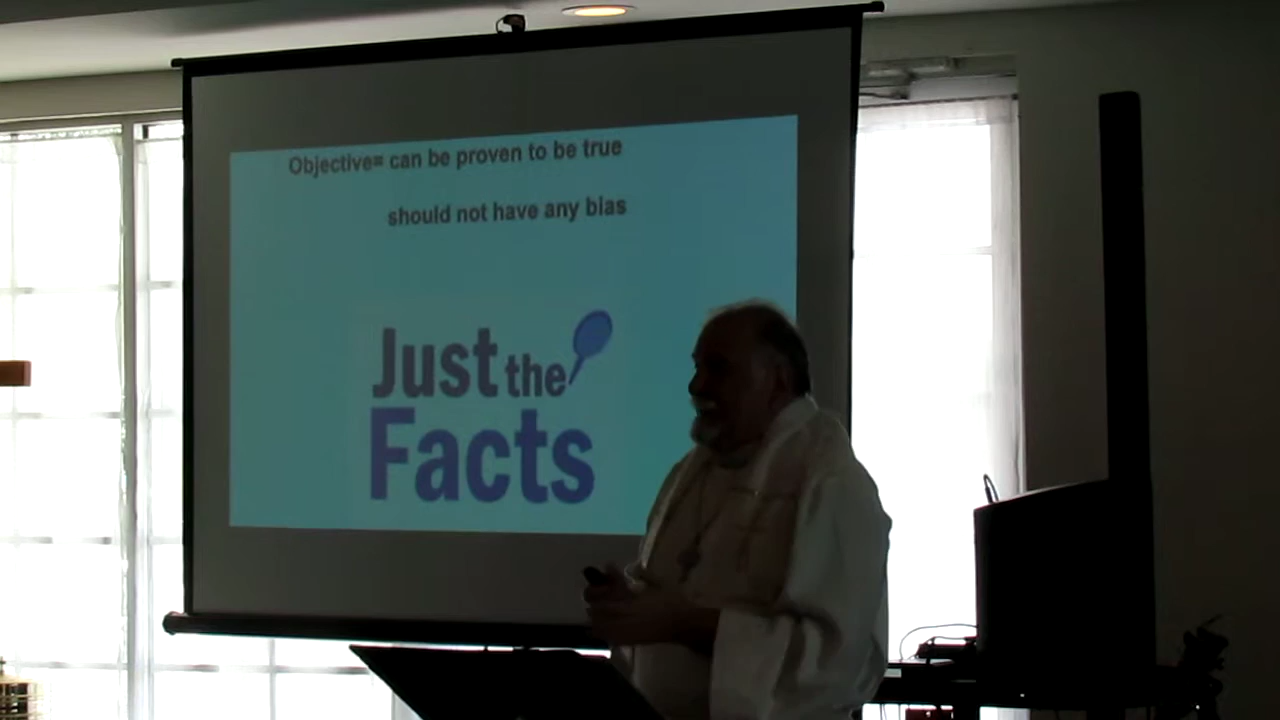 Objective= can be proven to be true
should not have any bias
Just the
Facts